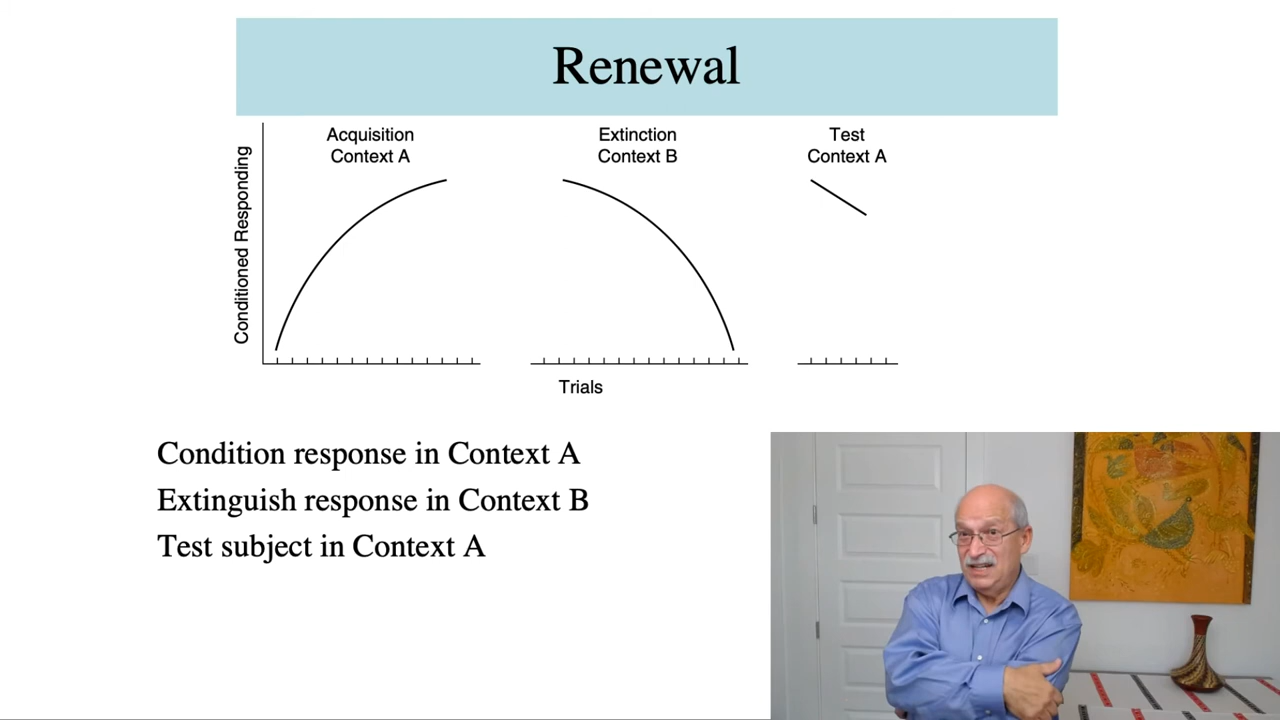 Renewal
Acquisition
Context A
Extinction
Context B
Test
Context A
Conditioned Responding
Trials
Condition response in Context A
Extinguish response in Context B
Test subject in Context A